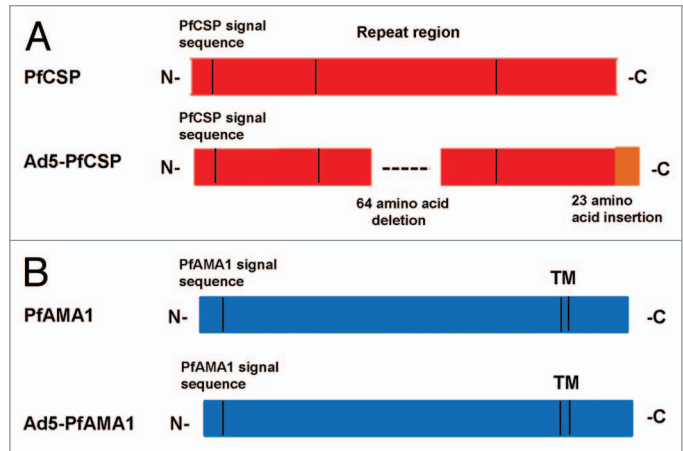 A
PfCSP signal
sequence
Repeat region
PfCSP
N-
-C
PfCSP signal
sequence
Ad5-PfCSP
N-
-C
64 amino acid
deletion
23 amino
acid insertion
B
PfAMA1 signal
sequence
TM
PfAMA1
N-
-C
PfAMA1 signal
sequence
TM
Ad5-PfAMA1
N-
-C